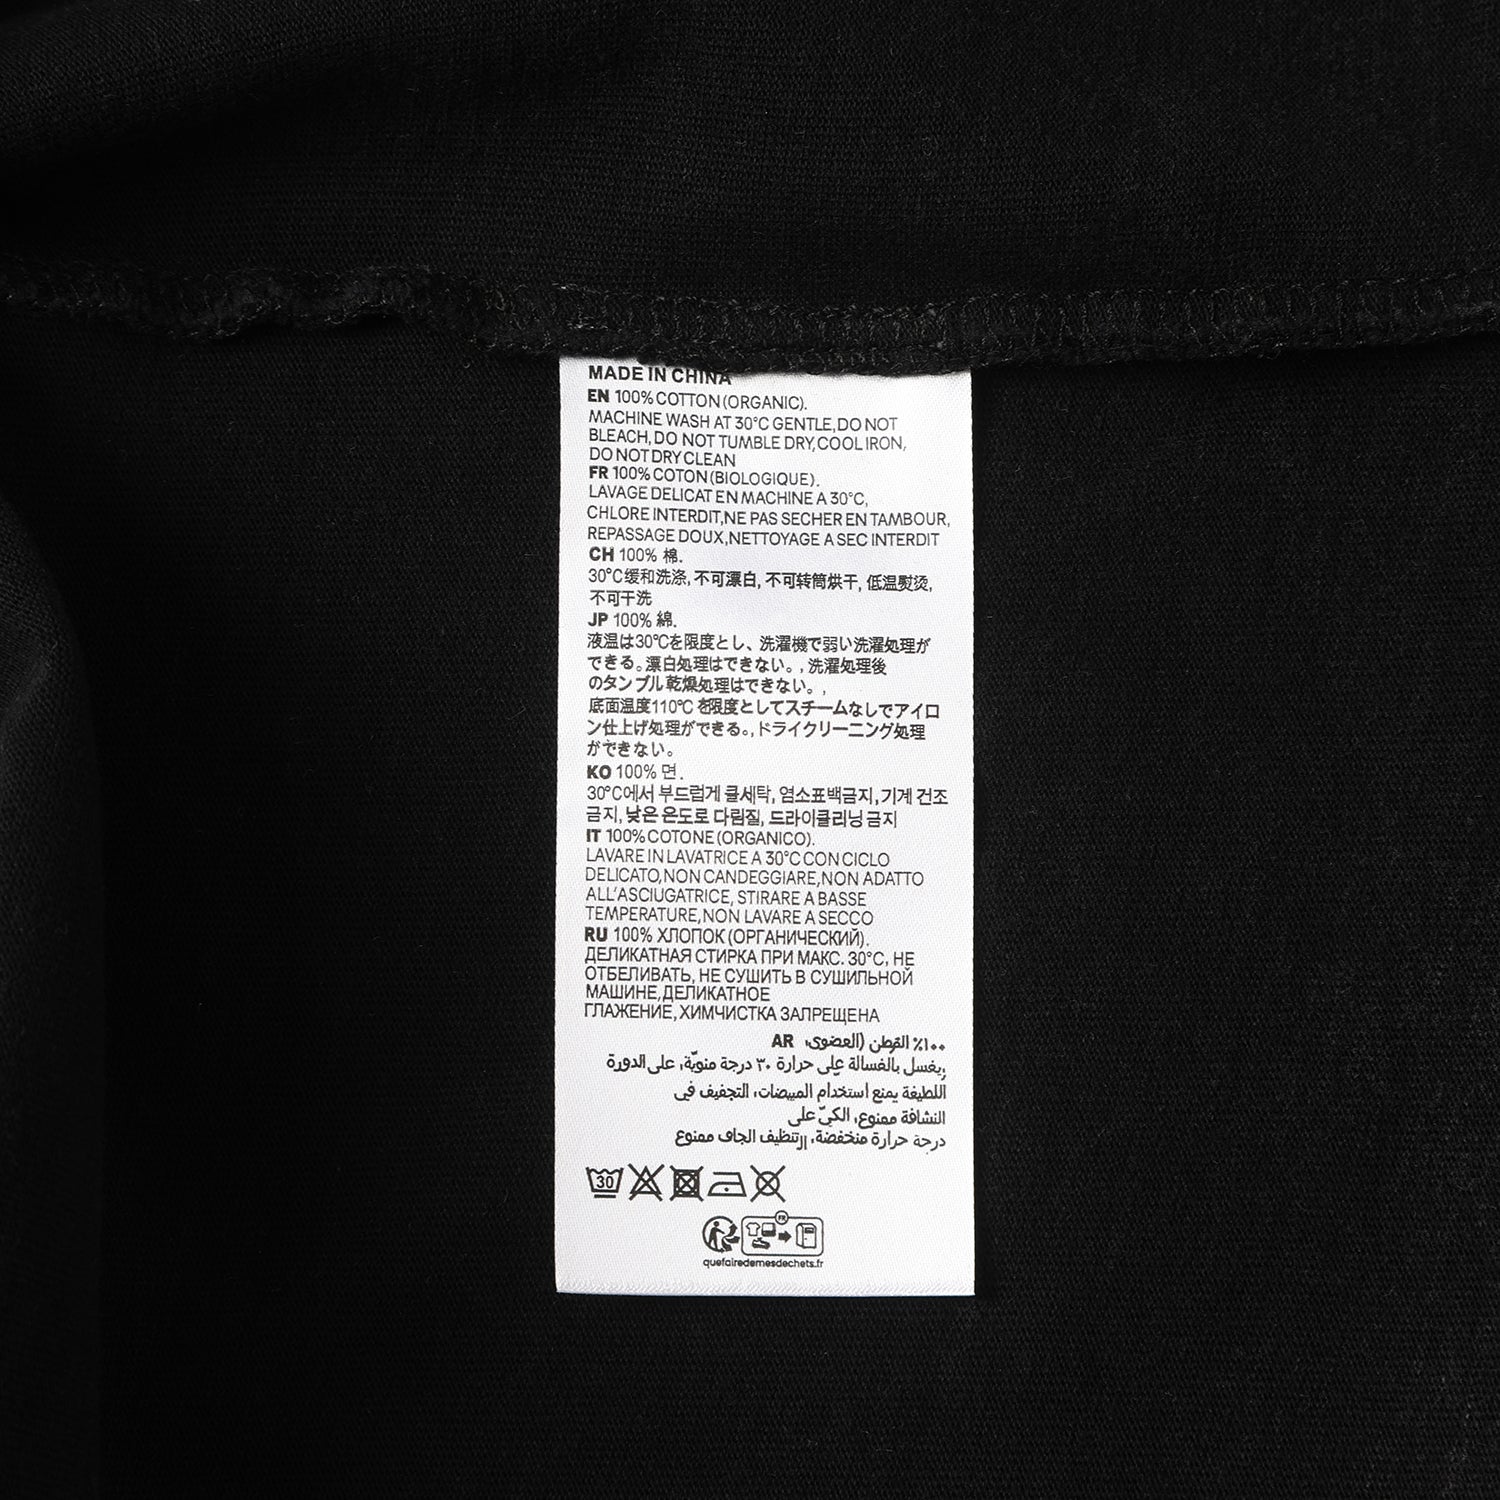 MADE IN CHINA
EN 100% COTTON (ORGANIC).
MACHINE WASH AT 30°C GENTLE, DO NOT
BLEACH, DO NOT TUMBLE DRY, COOL IRON,
DO NOT DRY CLEAN
FR 100% COTON (BIOLOGIQUE).
LAVAGE DELICAT EN MACHINE A 30°C,
CHLORE INTERDIT, NE PAS SECHER EN TAMBOUR,
REPASSAGE DOUX, NETTOYAGE A SEC INTERDIT
CH 100% 棉.
30°C缓和洗涤, 不可漂白, 不可转筒烘干, 低温熨烫,
不可干洗
JP 100% 綿.
液温は30℃を限度とし、洗濯機で弱い洗濯処理が
できる。漂白処理はできない。, 洗濯処理後
のタンブル乾燥処理はできない。,
底面温度110℃を限度としてスチームなしでアイロ
ン仕上げ処理ができる。, ドライクリーニング処理
ができない。
KO 100% 면.
30°C에서 부드럽게 클세탁, 염소표백금지, 기계 건조
금지, 낮은 온도로 다림질, 드라이클리닝 금지
IT 100% COTONE (ORGANICO).
LAVARE IN LAVATRICE A 30°C CON CICLO
DELICATO, NON CANDEGGIARE, NON ADATTO
ALL'ASCIUGATRICE, STIRARE A BASSE
TEMPERATURE, NON LAVARE A SECCO
RU 100% ХЛОПОК (ОРГАНИЧЕСКИЙ).
ДЕЛИКАТНАЯ СТИРКА ПРИ МАКС. 30°C, НЕ
ОТБЕЛИВАТЬ, НЕ СУШИТЬ В СУШИЛЬНОЙ
МАШИНЕ, ДЕЛИКАТНОЕ
ГЛАЖЕНИЕ, ХИМЧИСТКА ЗАПРЕЩЕНА
١٠٠٪ القطن (العضوي، AR
يغسل بالغسالة على حرارة ٣٠ درجة مئوية، على الدورة
اللطيفة يمنع استخدام المبيضات، التجفيف في
النشافة ممنوع، الكيّ على
درجة حرارة منخفضة، التنظيف الجاف ممنوع
30
FR
quefairedemesdechets.fr